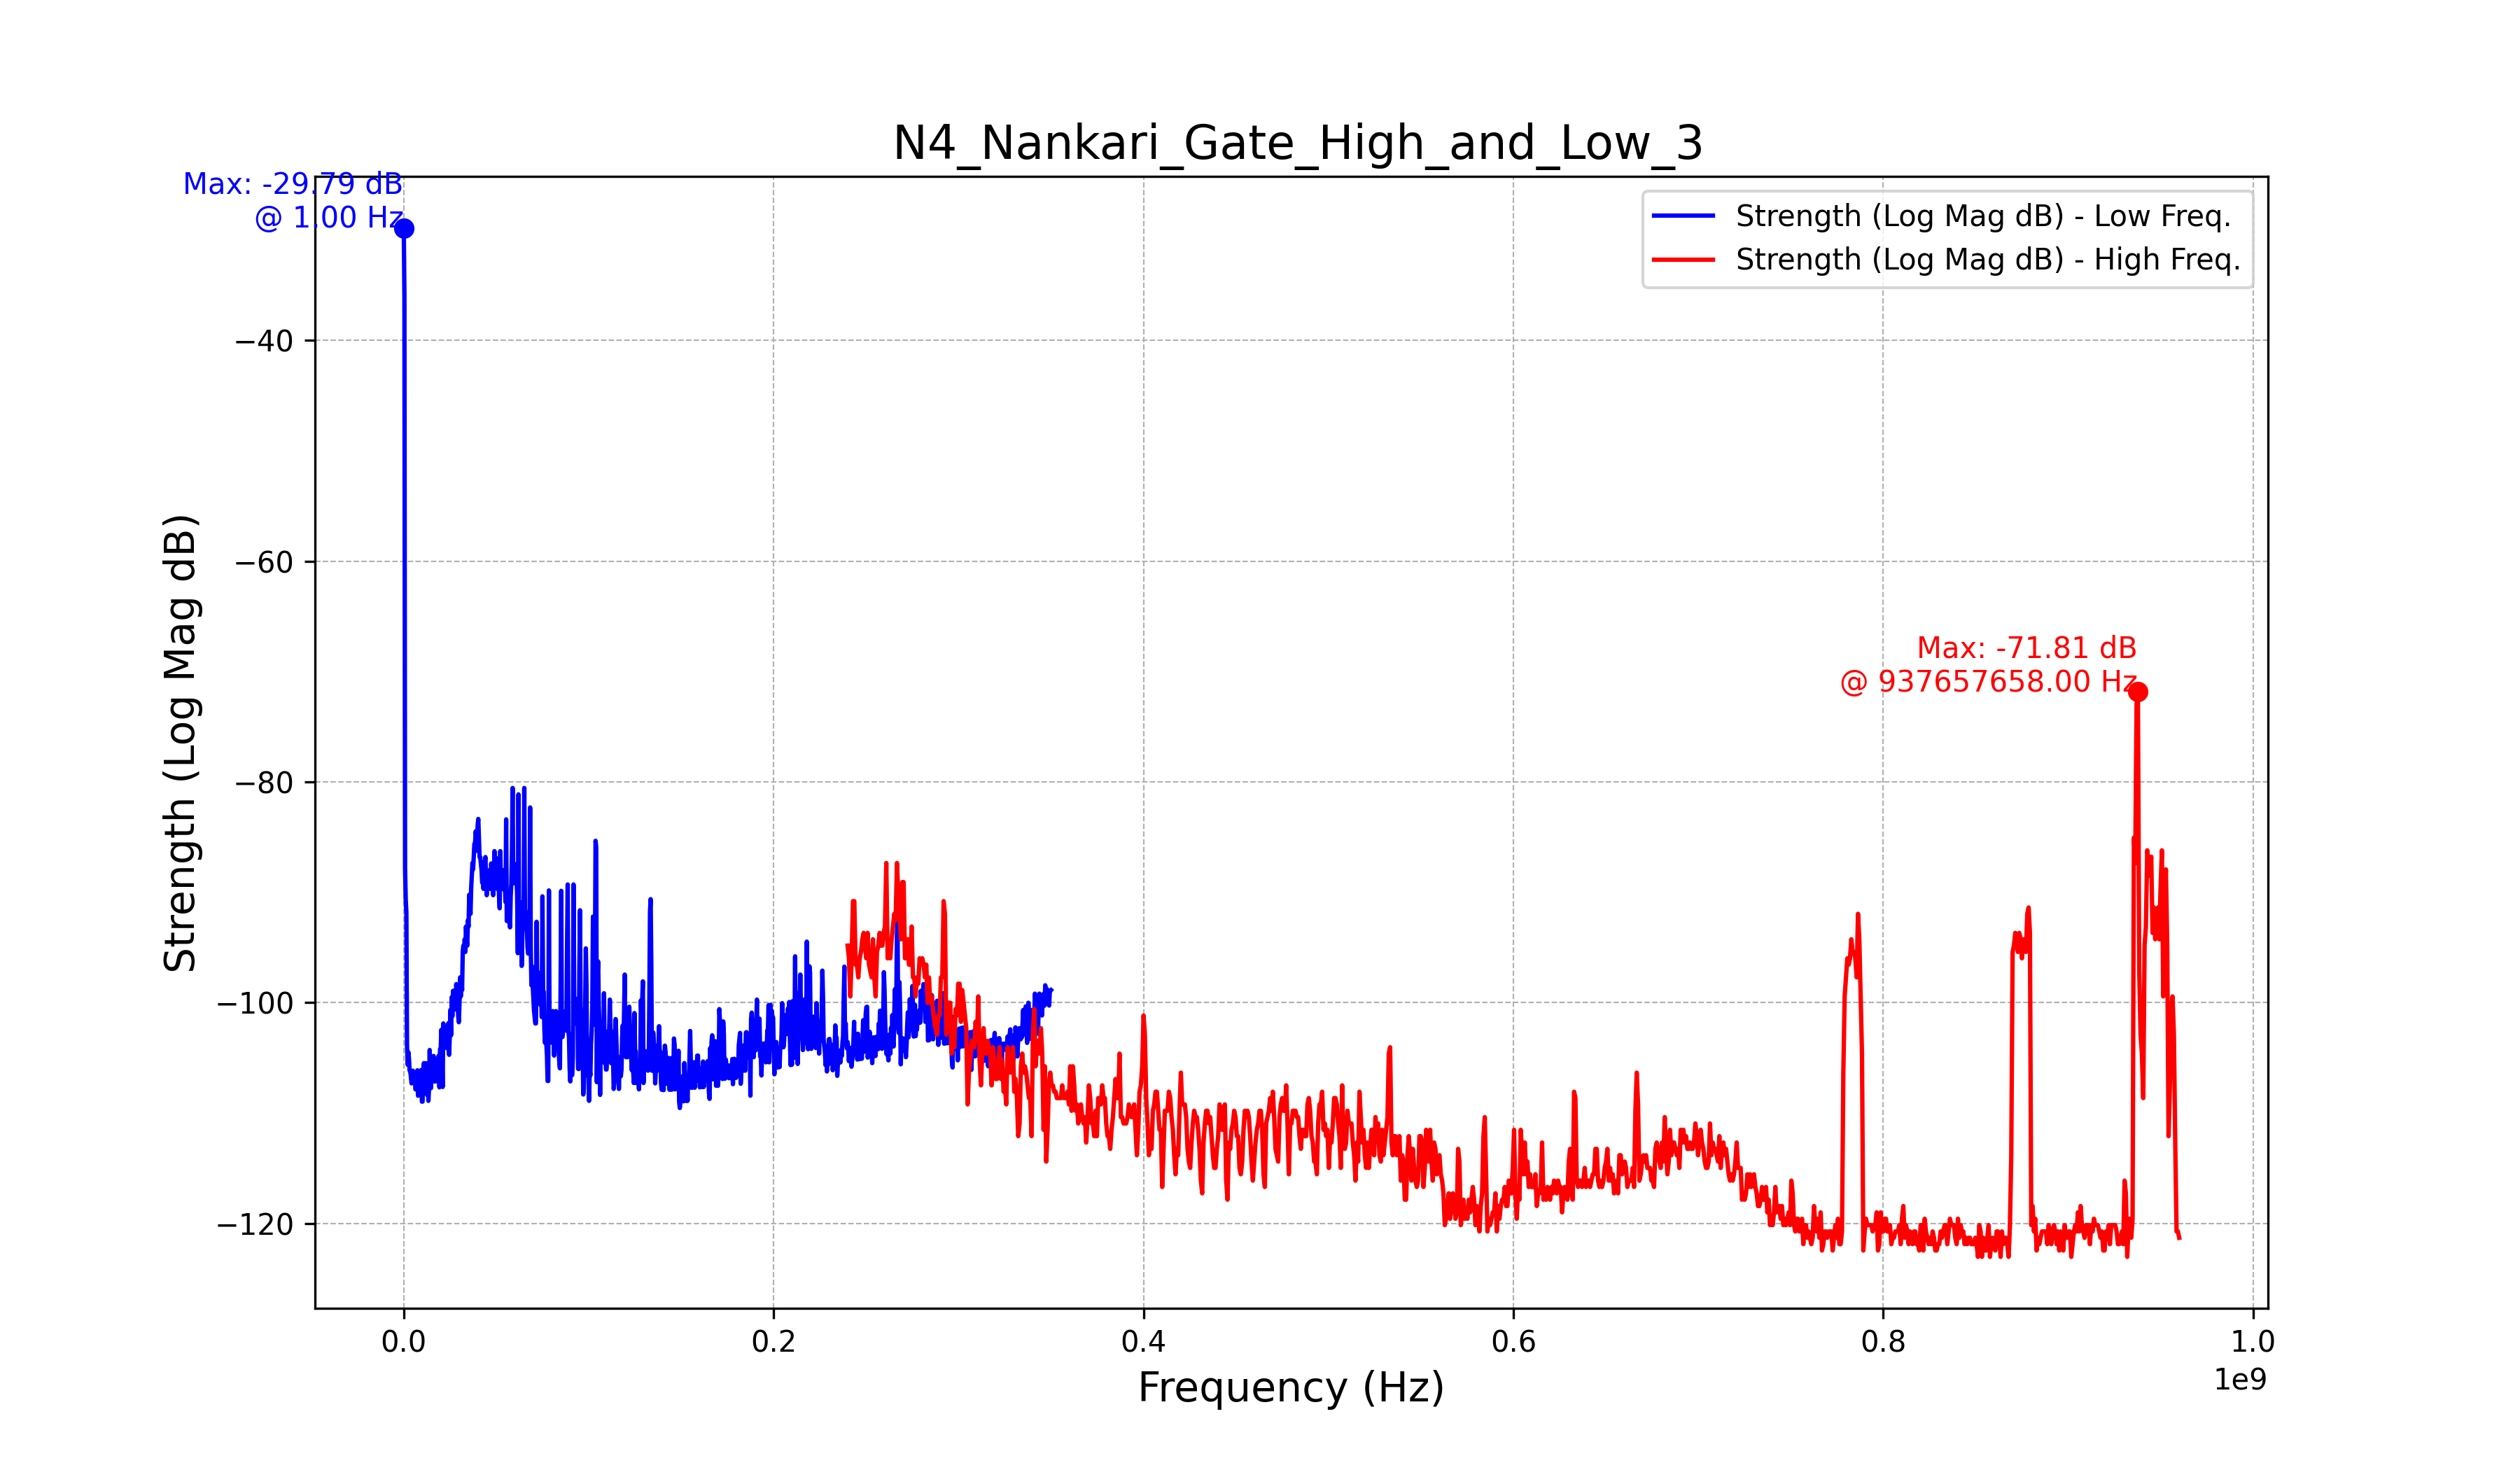 N4_Nankari_Gate_High_and_Low_3
Max: -29.79 dB
@ 1.00 Hz
Strength (Log Mag dB) - Low Freq.
Strength (Log Mag dB) - High Freq.
Max: -71.81 dB
@ 937657658.00 Hz
Strength (Log Mag dB)
−40
−60
−80
−100
−120
0.0
0.2
0.4
0.6
0.8
1.0
1e9
Frequency (Hz)